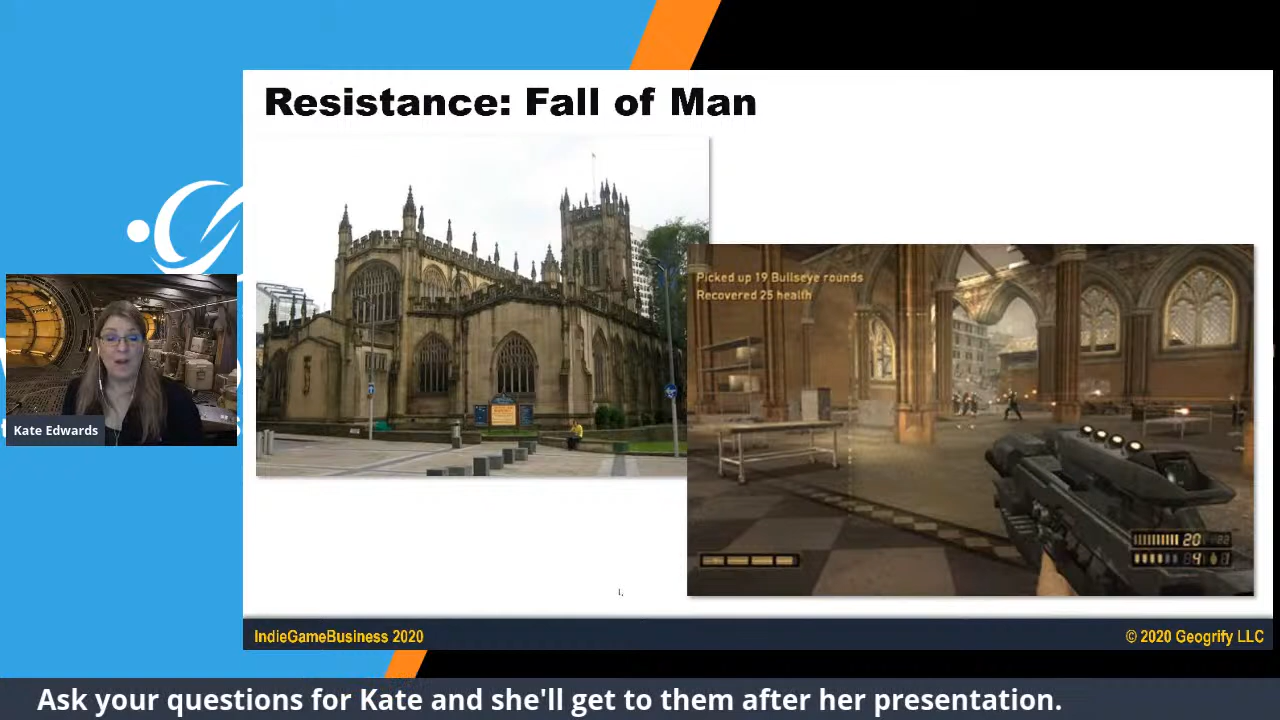 Resistance: Fall of Man
Picked up 19 Bullseye rounds
Recovered 25 health
20
Kate Edwards
IndieGameBusiness 2020
© 2020 Geogrify LLC
Ask your questions for Kate and she'll get to them after her presentation.